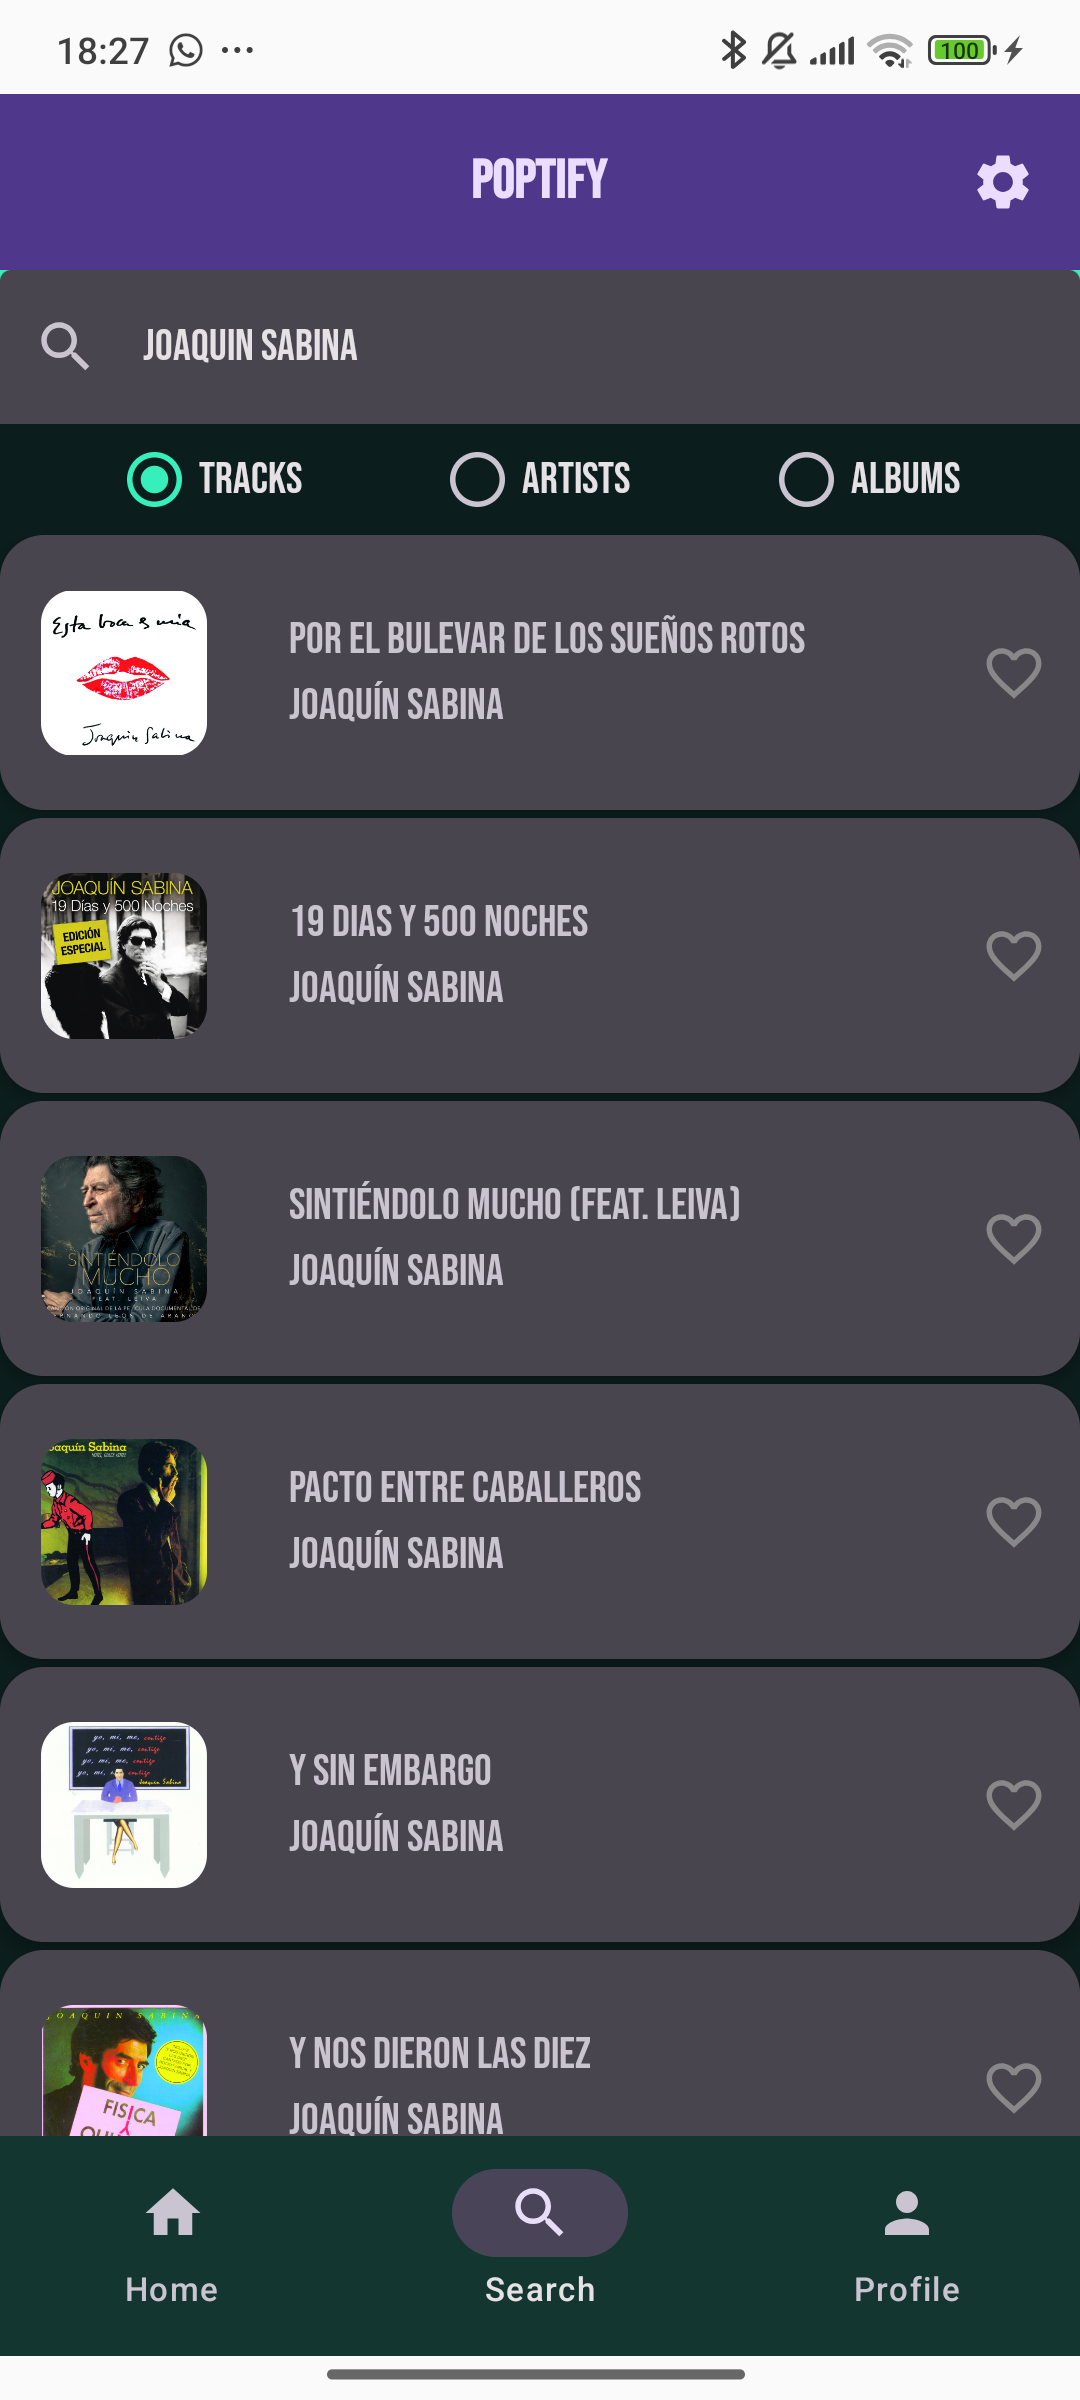 18:27
100
POPTIFY
JOAQUIN SABINA
TRACKS ARTISTS ALBUMS
Esta boca es mía
Joaquín Sabina
POR EL BULEVAR DE LOS SUEÑOS ROTOS
JOAQUÍN SABINA
JOAQUÍN SABINA
19 Días y 500 Noches
EDICIÓN
ESPECIAL
19 DIAS Y 500 NOCHES
JOAQUÍN SABINA
SINTIÉNDOLO
MUCHO
JOAQUÍN SABINA
FEAT. LEIVA
SINTIÉNDOLO MUCHO (FEAT. LEIVA)
JOAQUÍN SABINA
oaquín Sabina
PACTO ENTRE CABALLEROS
JOAQUÍN SABINA
yo, mi, me, contigo
yo, mi, me, contigo
yo, mi, me, contigo
yo, mi, contigo
Joaquín Sabina
Y SIN EMBARGO
JOAQUÍN SABINA
JOAQUIN SABINA
FISICA
Y NOS DIERON LAS DIEZ
JOAQUÍN SABINA
Home Search Profile